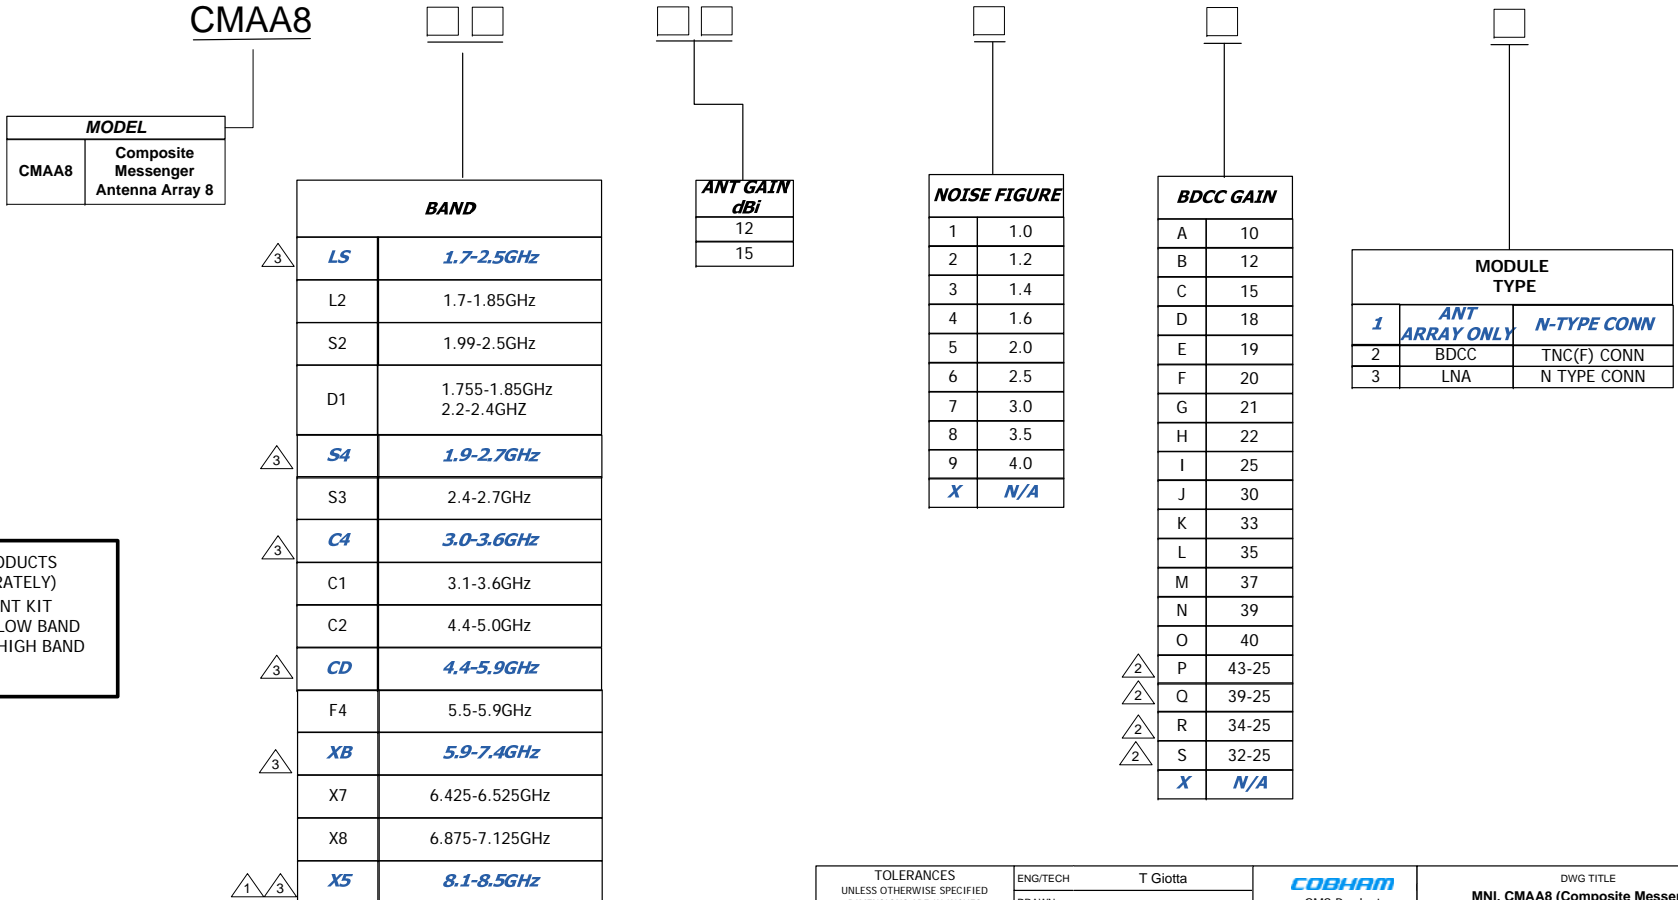 CMAA8
MODEL
CMAA8 Composite Messenger Antenna Array 8
BAND
3 LS 1.7-2.5GHz
L2 1.7-1.85GHz
S2 1.99-2.5GHz
D1 1.755-1.85GHz
2.2-2.4GHZ
3 S4 1.9-2.7GHz
S3 2.4-2.7GHz
3 C4 3.0-3.6GHz
C1 3.1-3.6GHz
C2 4.4-5.0GHz
3 CD 4.4-5.9GHz
F4 5.5-5.9GHz
3 XB 5.9-7.4GHz
X7 6.425-6.525GHz
X8 6.875-7.125GHz
1 3 X5 8.1-8.5GHz
ANT GAIN
dBi
12
15
NOISE FIGURE
1 1.0
2 1.2
3 1.4
4 1.6
5 2.0
6 2.5
7 3.0
8 3.5
9 4.0
X N/A
BDCC GAIN
A 10
B 12
C 15
D 18
E 19
F 20
G 21
H 22
I 25
J 30
K 33
L 35
M 37
N 39
O 40
2 P 43-25
2 Q 39-25
2 R 34-25
2 S 32-25
X N/A
MODULE
TYPE
1 ANT ARRAY ONLY N-TYPE CONN
2 BDCC TNC(F) CONN
3 LNA N TYPE CONN
NT KIT
LOW BAND
HIGH BAND
TOLERANCES
UNLESS OTHERWISE SPECIFIED
ENG/TECH T Giotta
COBHAM
DWG TITLE
MNI, CMAA8 (Composite